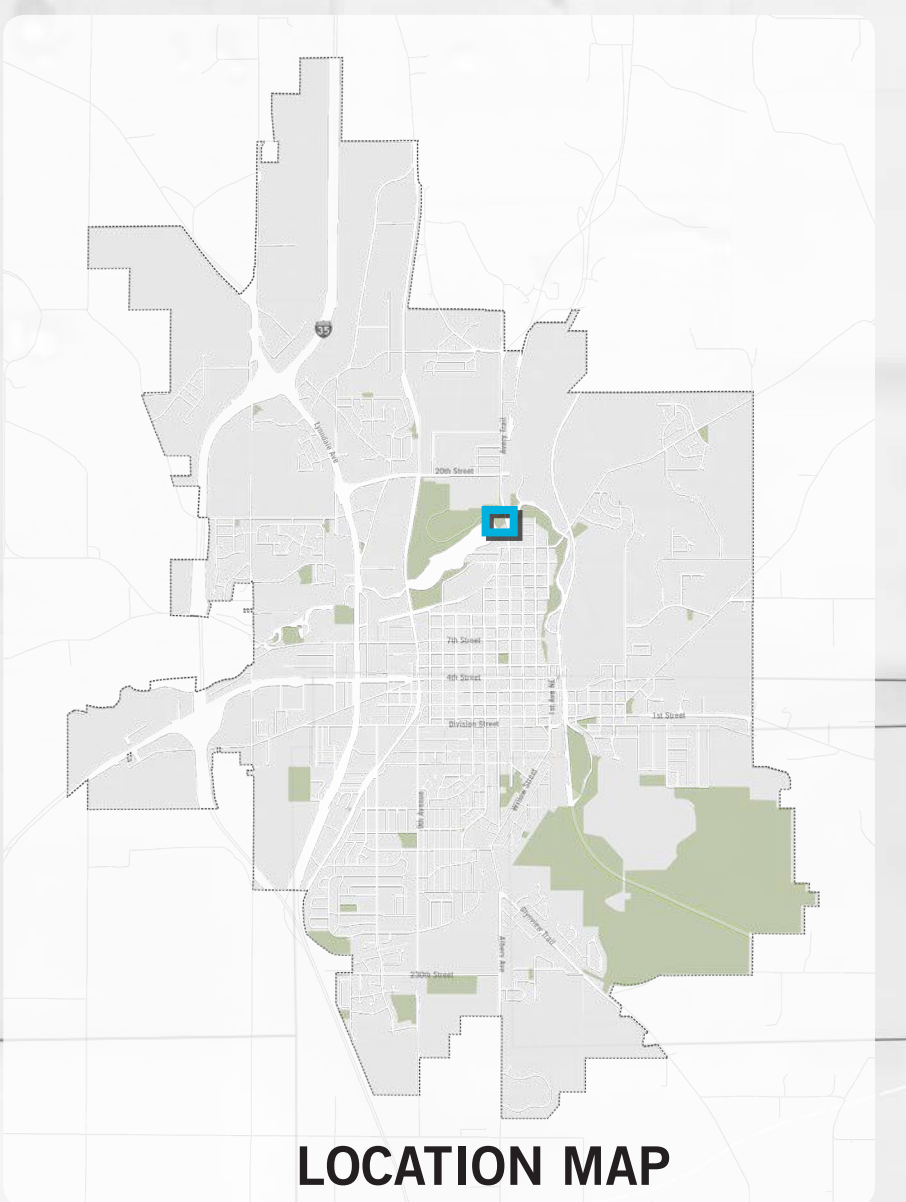 35
Lyndale Ave
Avery Trail
20th Street
7th Street
4th Street
1st Ave NE
1st Street
Division Street
Willow Street
9th Avenue
Glynview Trail
Albers Ave
230th Street
LOCATION MAP